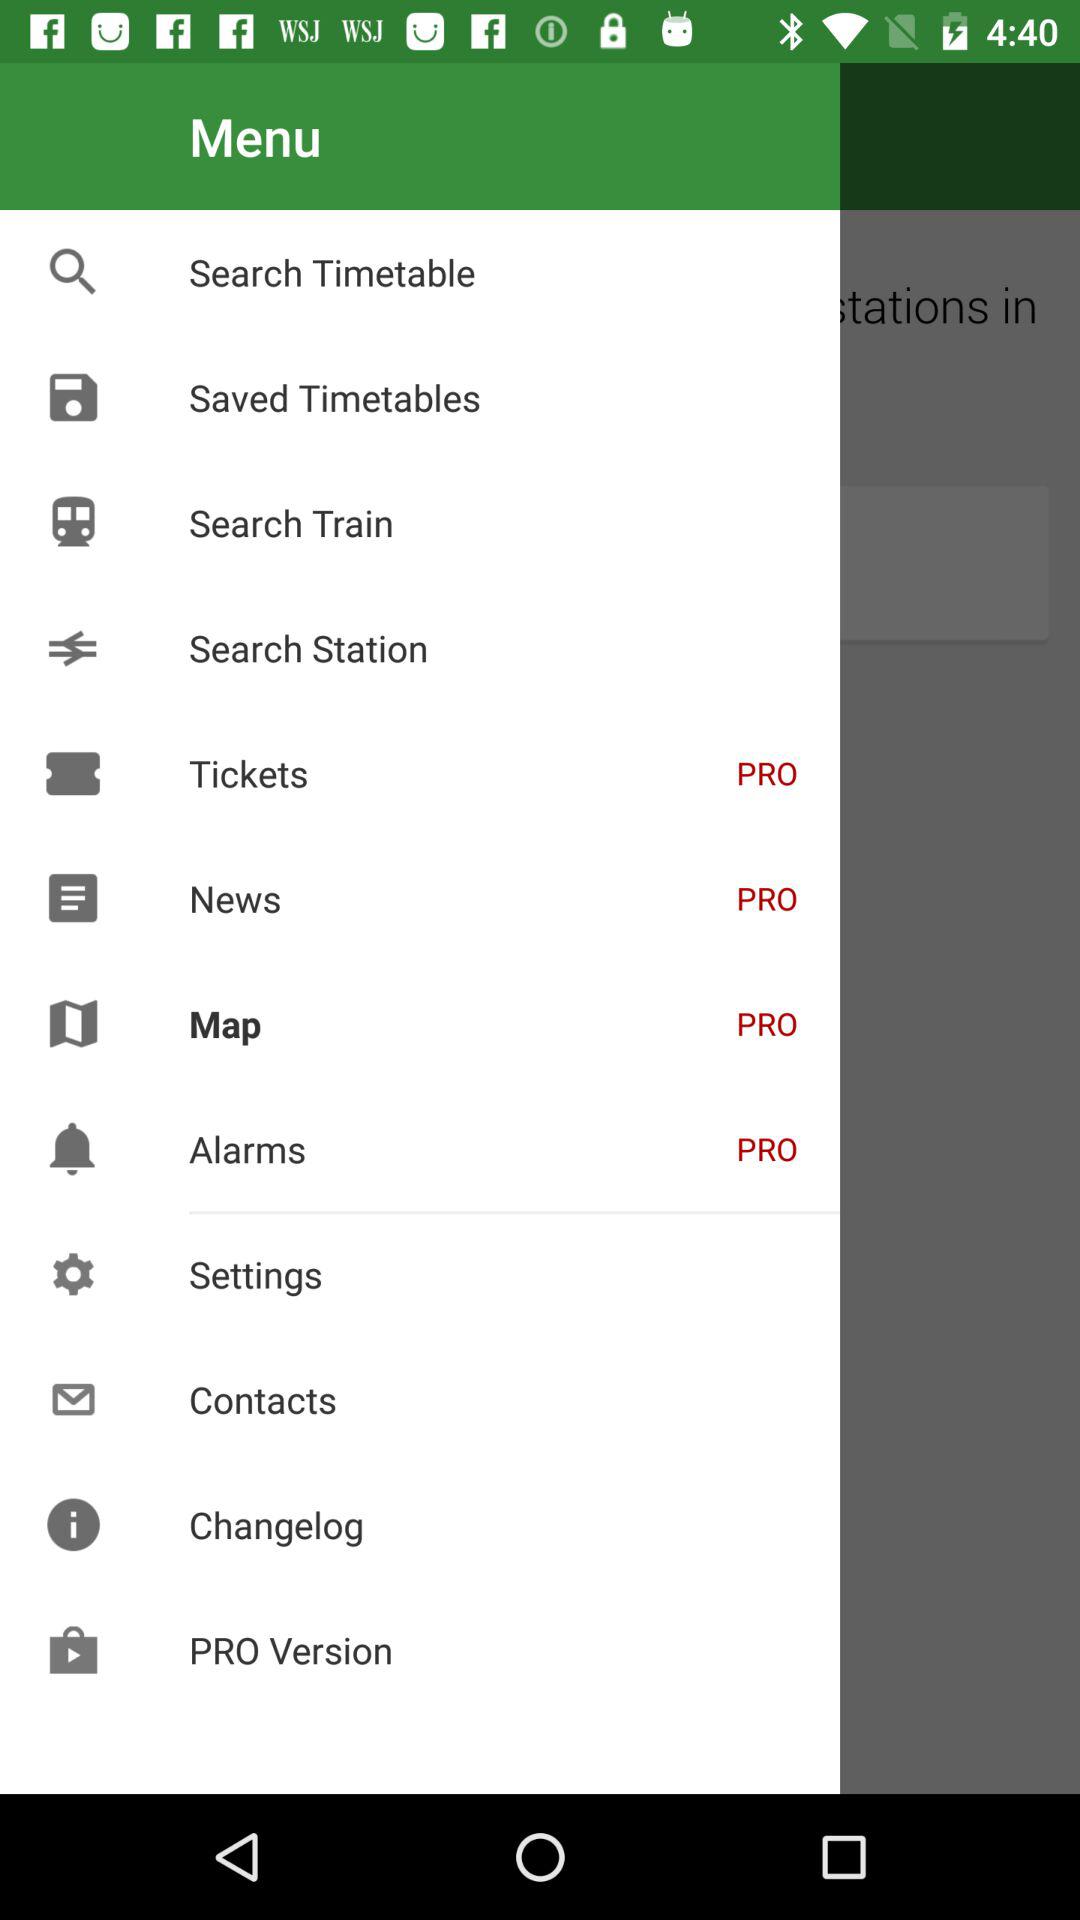 WSJ WSJ 4:40
Menu
stations in
Search Timetable
Saved Timetables
Search Train
Search Station
Tickets PRO
News PRO
Map PRO
Alarms PRO
Settings
Contacts
Changelog
PRO Version